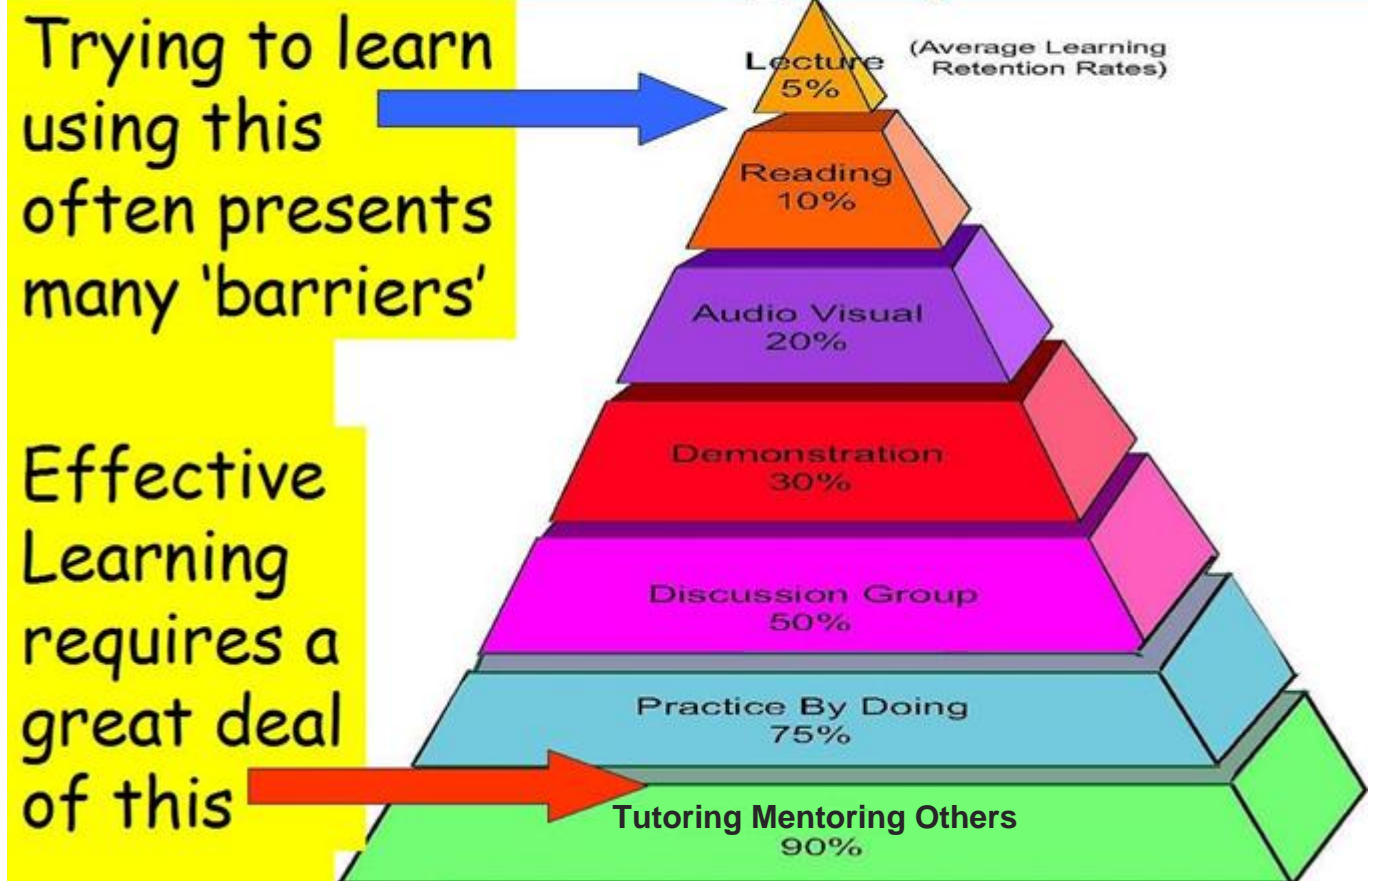 Trying to learn
using this
often presents
many ‘barriers’
Effective
Learning
requires a
great deal
of this
(Average Learning
Retention Rates)
Lecture
5%
Reading
10%
Audio Visual
20%
Demonstration
30%
Discussion Group
50%
Practice By Doing
75%
Tutoring Mentoring Others
90%